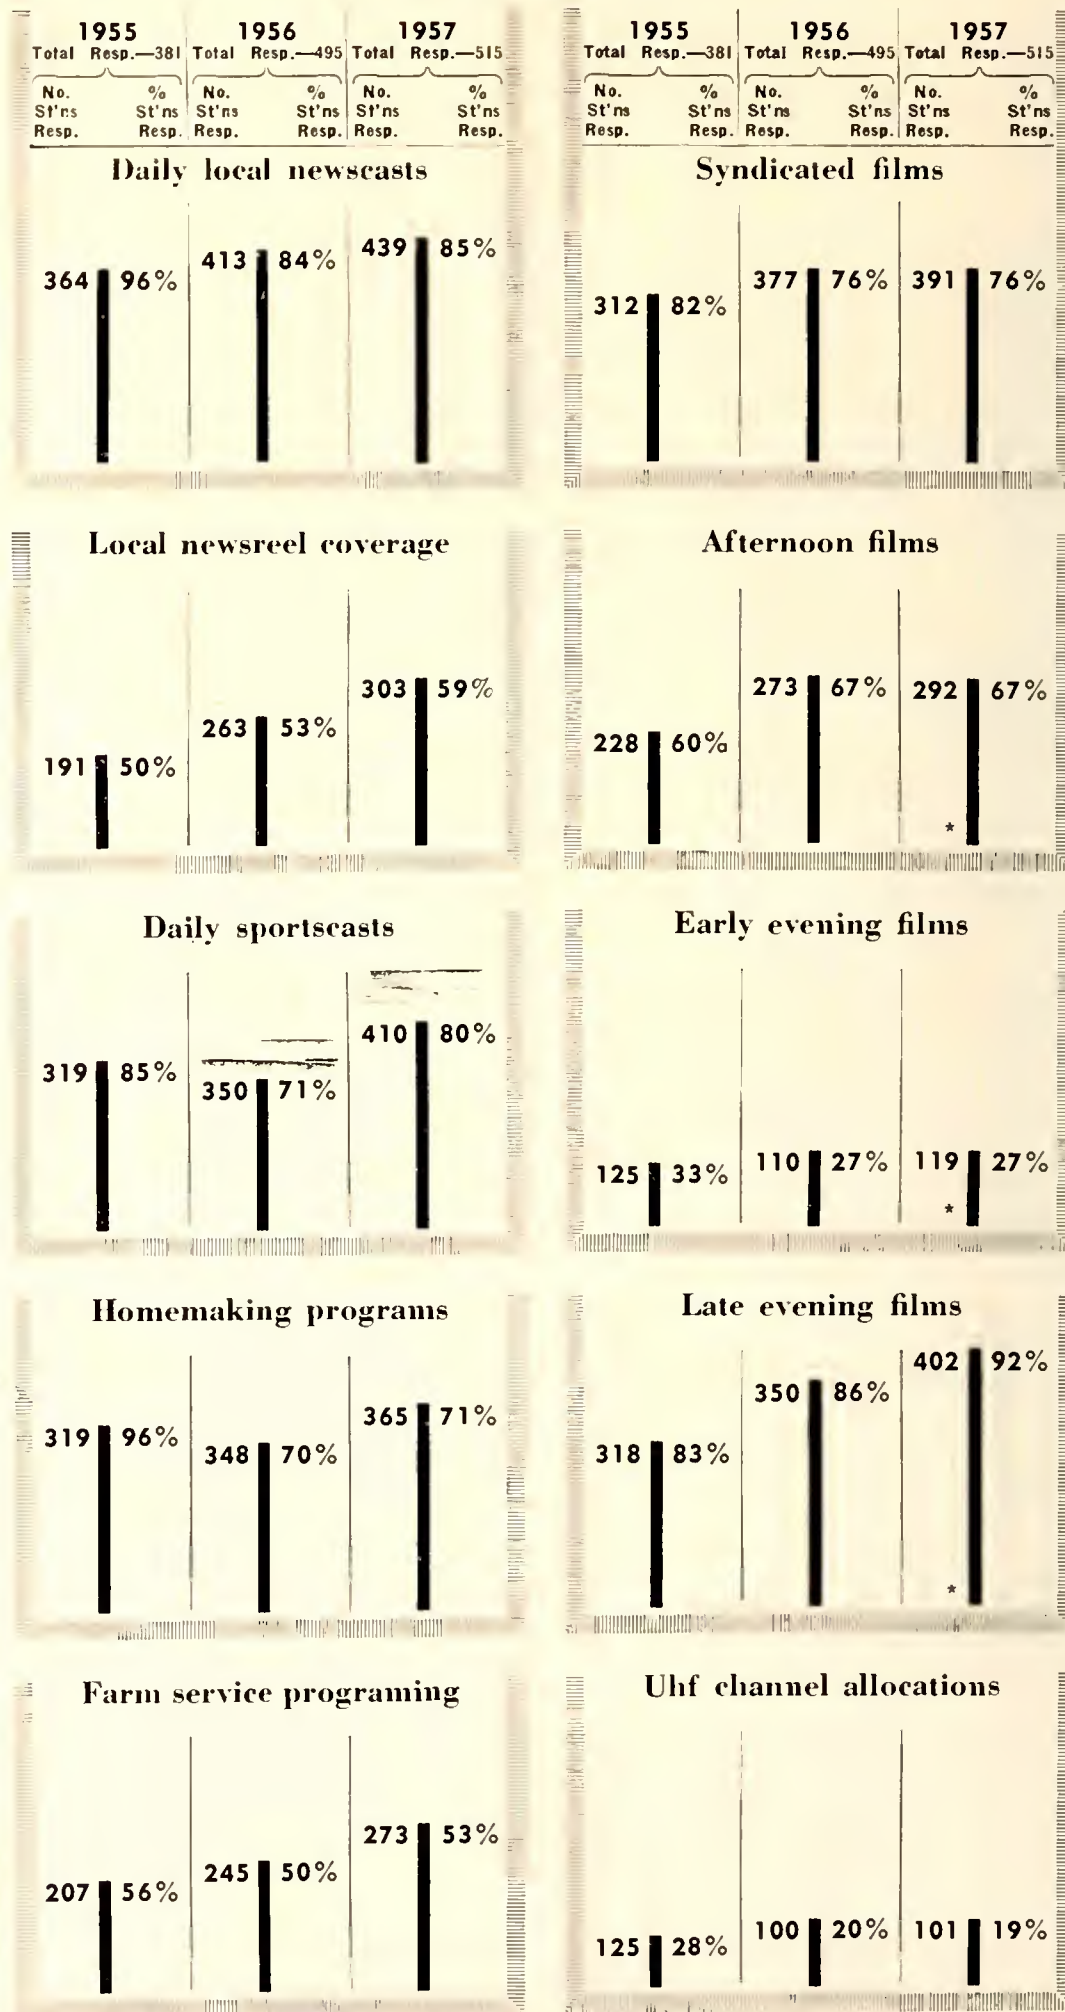 1955 1956 1957
Total Resp.—381 Total Resp.—495 Total Resp.—515
No. % No. % No. %
St'ns St'ns St'ns St'ns St'ns St'ns
Resp. Resp. Resp. Resp. Resp. Resp.
Daily local newscasts
364 96% 413 84% 439 85%
Local newsreel coverage
191 50% 263 53% 303 59%
Daily sportscasts
319 85% 350 71% 410 80%
Homemaking programs
319 96% 348 70% 365 71%
Farm service programing
207 56% 245 50% 273 53%
1955 1956 1957
Total Resp.—381 Total Resp.—495 Total Resp.—515
No. % No. % No. %
St'ns St'ns St'ns St'ns St'ns St'ns
Resp. Resp. Resp. Resp. Resp. Resp.
Syndicated films
312 82% 377 76% 391 76%
Afternoon films
228 60% 273 67% 292 67%
*
Early evening films
125 33% 110 27% 119 27%
*
Late evening films
318 83% 350 86% 402 92%
*
Uhf channel allocations
125 28% 100 20% 101 19%